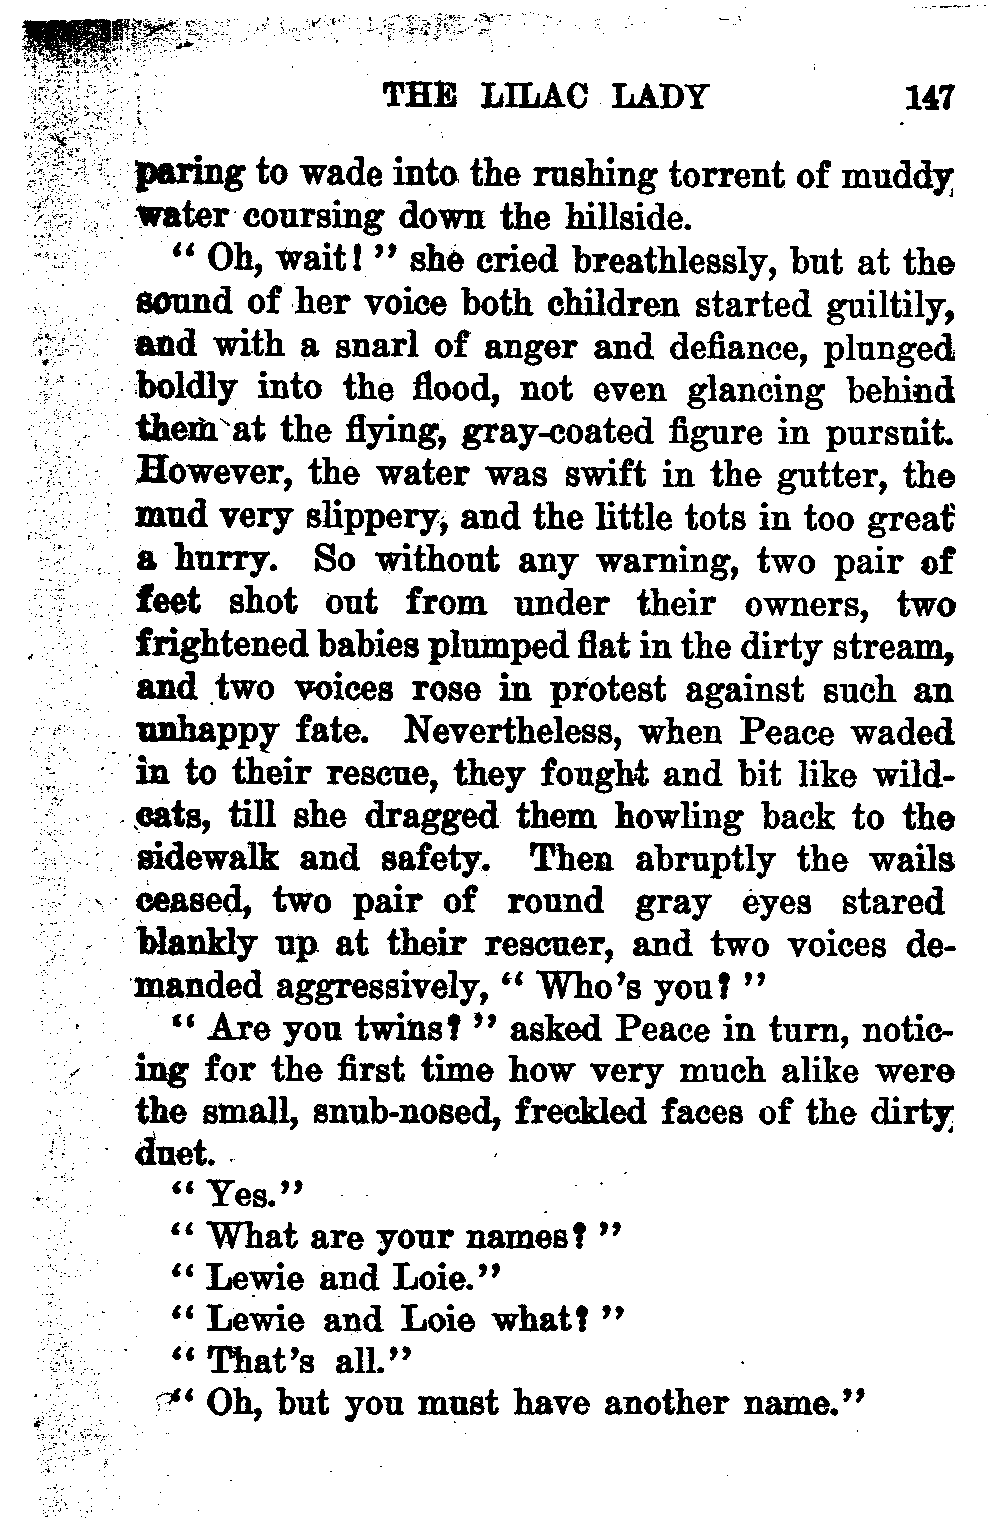 THE LILAC LADY 147
paring to wade into the rushing torrent of muddy
water coursing down the hillside.
“ Oh, wait! ” she cried breathlessly, but at the
sound of her voice both children started guiltily,
and with a snarl of anger and defiance, plunged
boldly into the flood, not even glancing behind
them at the flying, gray-coated figure in pursuit.
However, the water was swift in the gutter, the
mud very slippery, and the little tots in too great
a hurry. So without any warning, two pair of
feet shot out from under their owners, two
frightened babies plumped flat in the dirty stream,
and two voices rose in protest against such an
unhappy fate. Nevertheless, when Peace waded
in to their rescue, they fought and bit like wild-
cats, till she dragged them howling back to the
sidewalk and safety. Then abruptly the wails
ceased, two pair of round gray eyes stared
blankly up at their rescuer, and two voices de-
manded aggressively, “ Who’s you? ”
“ Are you twins? ” asked Peace in turn, notic-
ing for the first time how very much alike were
the small, snub-nosed, freckled faces of the dirty
duet.
“ Yes.”
“ What are your names? ”
“ Lewie and Loie.”
“ Lewie and Loie what? ”
“ That’s all.”
“ Oh, but you must have another name.”